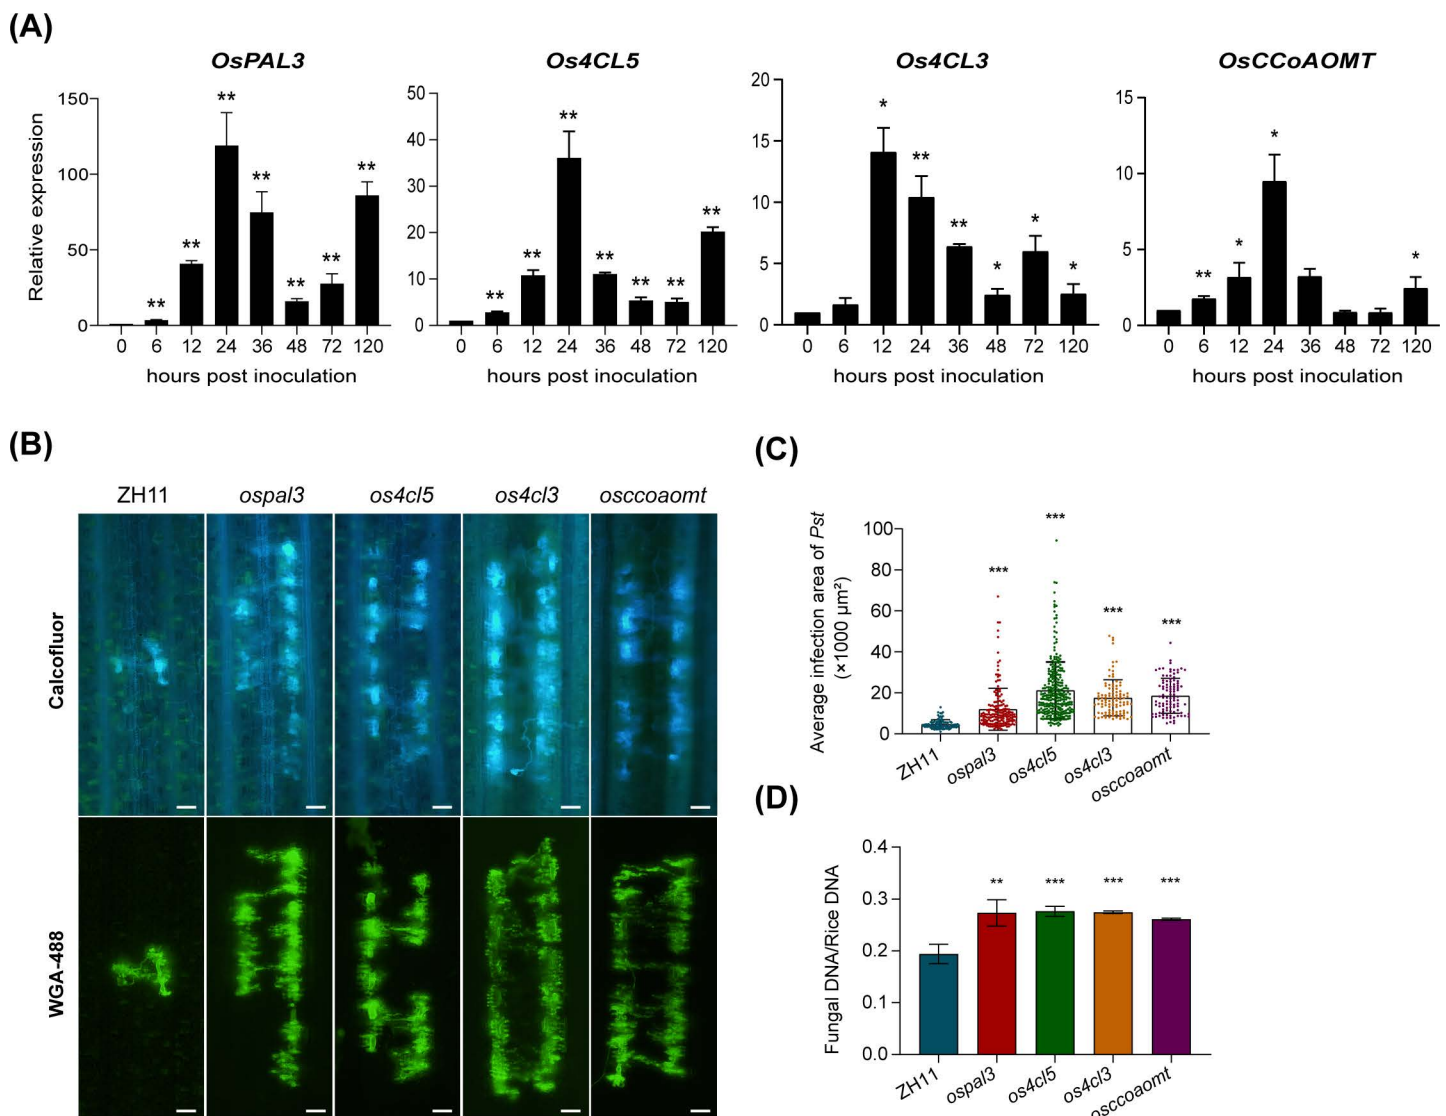 (A)
OsPAL3
Os4CL5
Os4CL3
OsCCoAOMT
Relative expression
150
100
50
0
** ** ** ** ** ** **
0 6 12 24 36 48 72 120
hours post inoculation
50
40
30
20
10
0
** ** ** ** ** ** **
0 6 12 24 36 48 72 120
hours post inoculation
20
15
10
5
0
* ** ** * * *
0 6 12 24 36 48 72 120
hours post inoculation
15
10
5
0
** * * *
0 6 12 24 36 48 72 120
hours post inoculation
(B)
ZH11 ospal3 os4cl5 os4cl3 osccoaomt
Calcofluor
WGA-488
(C)
Average infection area of Pst
(×1000 µm²)
100
80
60
40
20
0
*** *** *** ***
ZH11 ospal3 os4cl5 os4cl3 osccoaomt
(D)
Fungal DNA/Rice DNA
0.4
0.3
0.2
0.1
0.0
** *** *** ***
ZH11 ospal3 os4cl5 os4cl3 osccoaomt